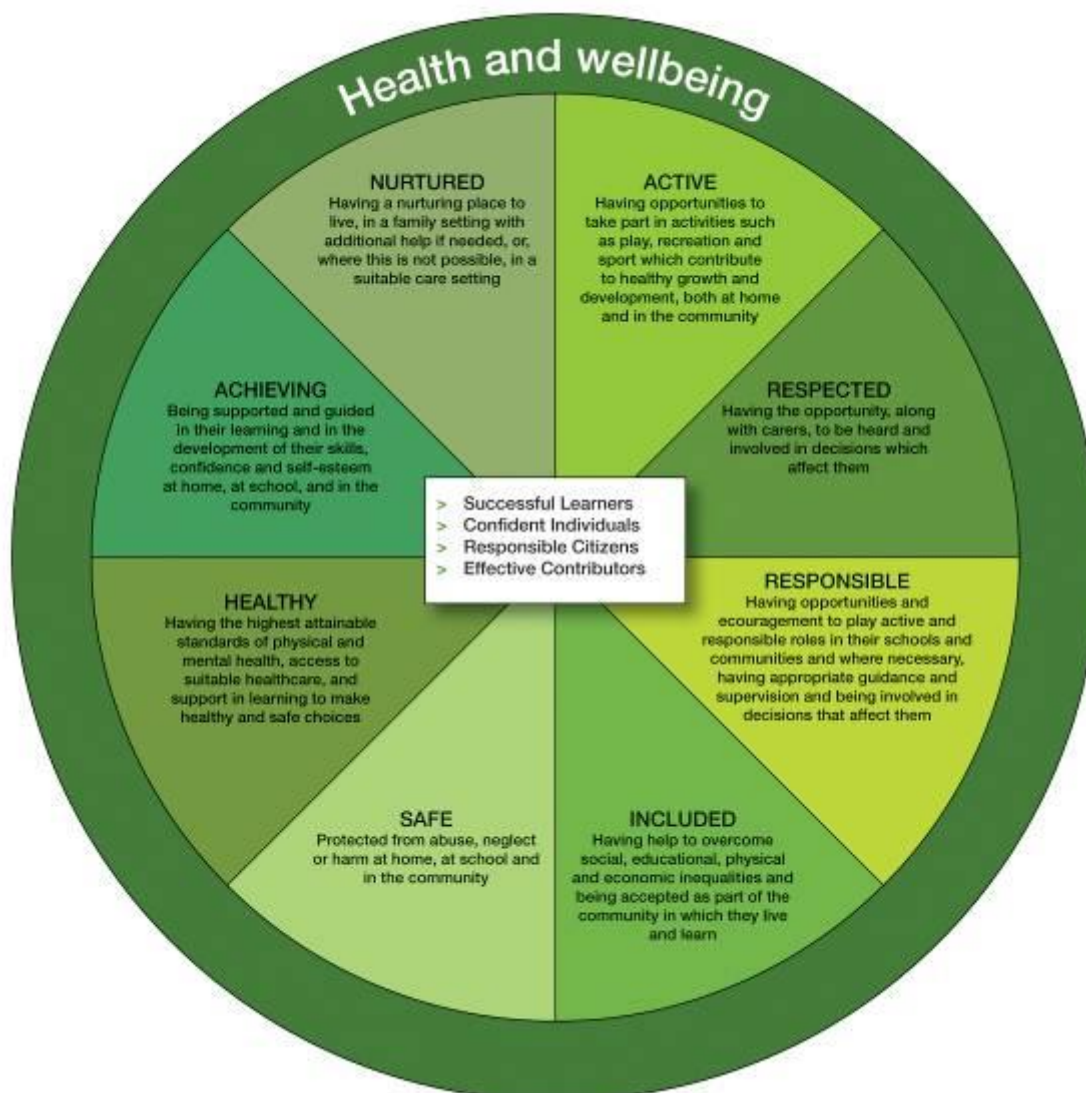 Health and wellbeing
NURTURED
Having a nurturing place to
live, in a family setting with
additional help if needed, or,
where this is not possible, in a
suitable care setting
ACTIVE
Having opportunities to
take part in activities such
as play, recreation and
sport which contribute
to healthy growth and
development, both at home
and in the community
ACHIEVING
Being supported and guided
in their learning and in the
development of their skills,
confidence and self-esteem
at home, at school, and in the
community
RESPECTED
Having the opportunity, along
with carers, to be heard and
involved in decisions which
affect them
> Successful Learners
> Confident Individuals
> Responsible Citizens
> Effective Contributors
HEALTHY
Having the highest attainable
standards of physical and
mental health, access to
suitable healthcare, and
support in learning to make
healthy and safe choices
RESPONSIBLE
Having opportunities and
ecouragement to play active and
responsible roles in their schools and
communities and where necessary,
having appropriate guidance and
supervision and being involved in
decisions that affect them
SAFE
Protected from abuse, neglect
or harm at home, at school and
in the community
INCLUDED
Having help to overcome
social, educational, physical
and economic inequalities and
being accepted as part of the
community in which they live
and learn